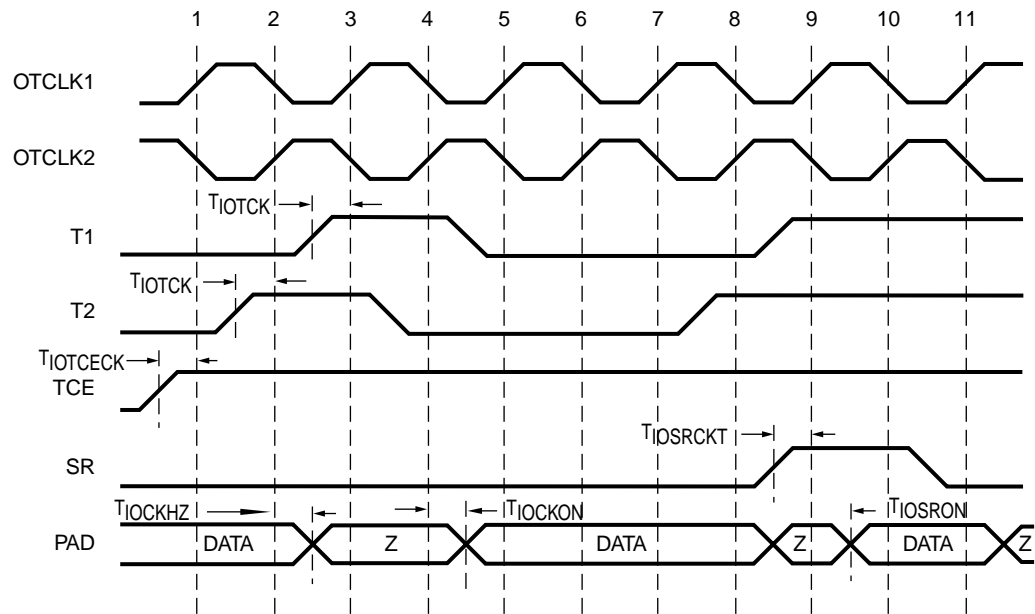 1 2 3 4 5 6 7 8 9 10 11
OTCLK1
OTCLK2
TIOTCK
T1
TIOTCK
T2
TIOTCECK
TCE
TIOSRCKT
SR
TIOCKHZ TIOCKON TIOSRON
PAD DATA Z DATA Z DATA Z